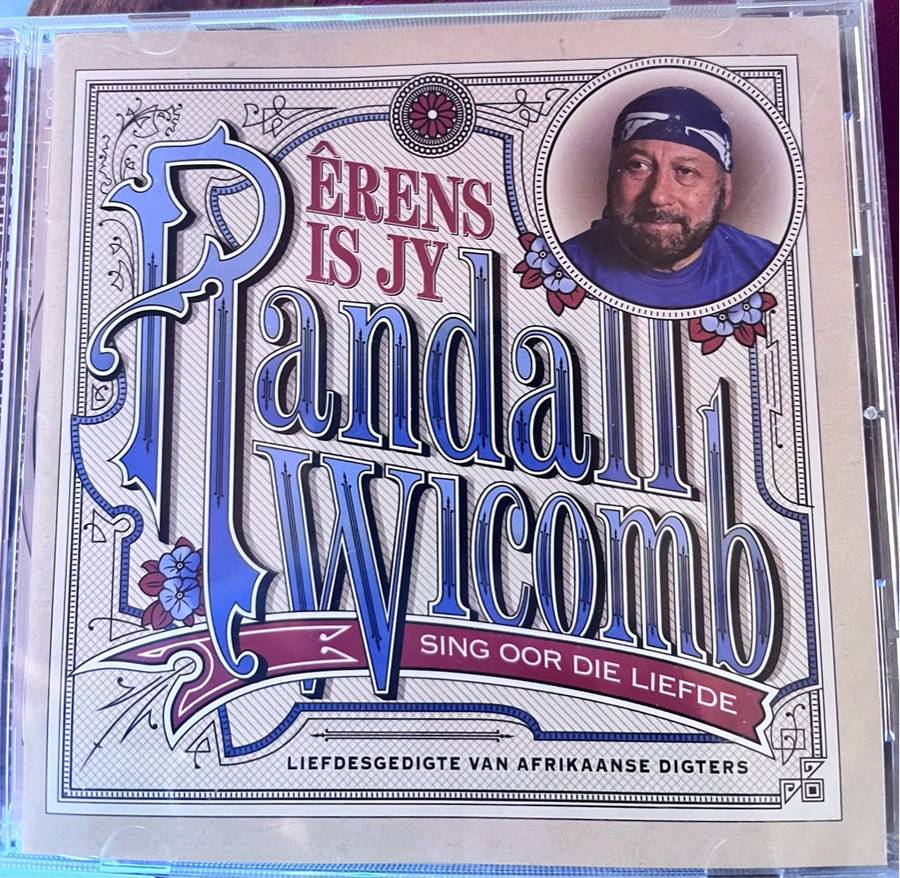 ÊRENS
IS JY
Randall
Wicomb
SING OOR DIE LIEFDE
LIEFDESGEDIGTE VAN AFRIKAANSE DIGTERS